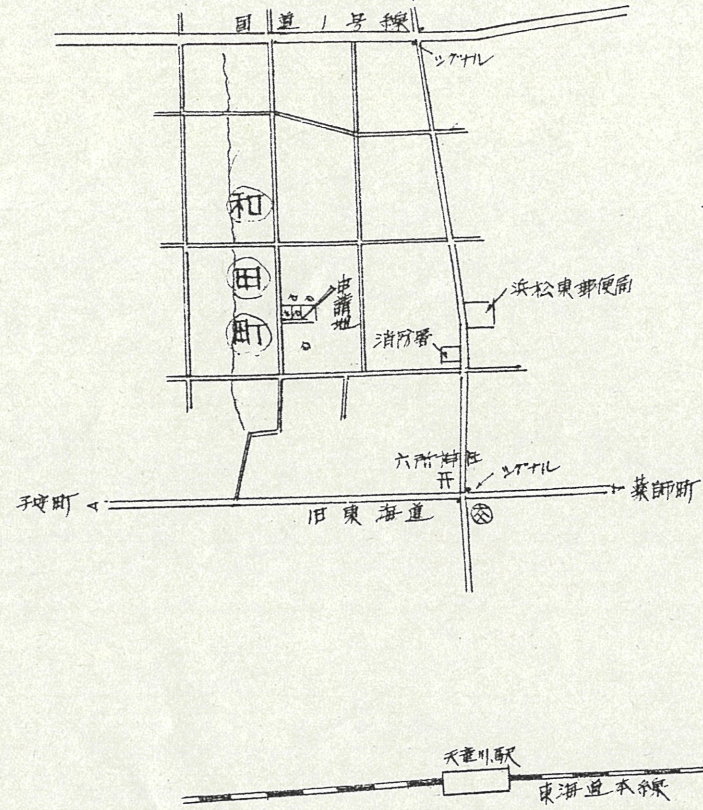 国道1号線
シグナル
和田町
申請地
浜松東郵便局
消防署
六所神社
シグナル
子安町
薬師町
旧東海道
交
天竜川駅
東海道本線